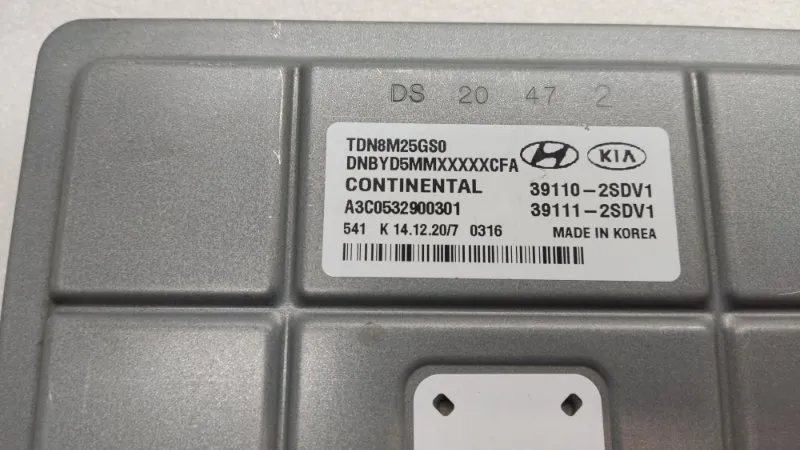 DS 20 47 2
TDN8M25GS0
DNBYD5MMXXXXXCFA
KIA
CONTINENTAL 39110-2SDV1
A3C0532900301 39111-2SDV1
541 K 14.12.20/7 0316 MADE IN KOREA